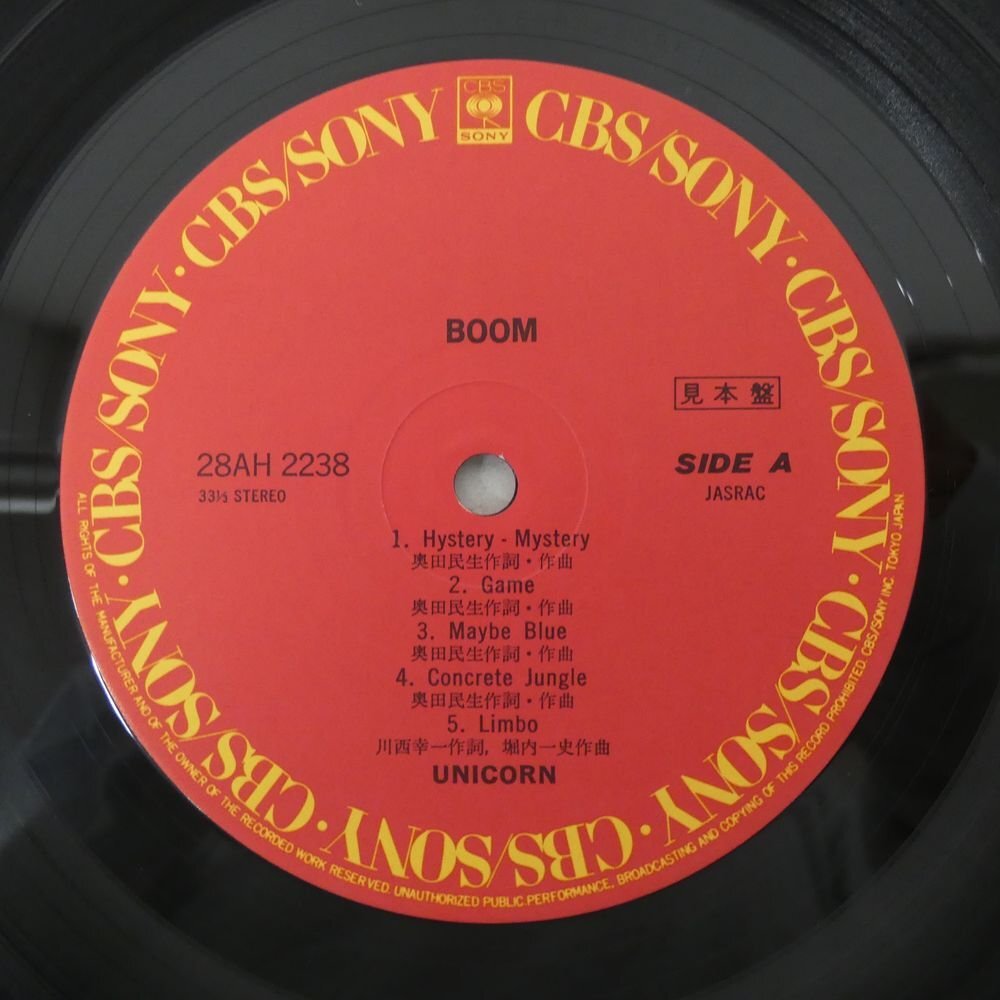 CBS
SONY
CBS/SONY · CBS/SONY · CBS/SONY · CBS/SONY · CBS/SONY · CBS/SONY · CBS/SONY · CBS/SONY
BOOM
見本盤
28AH 2238
SIDE A
33⅓ STEREO
JASRAC
1. Hystery - Mystery
奥田民生作詞・作曲
2. Game
奥田民生作詞・作曲
3. Maybe Blue
奥田民生作詞・作曲
4. Concrete Jungle
奥田民生作詞・作曲
5. Limbo
川西幸一作詞, 堀内一史作曲
UNICORN
ALL RIGHTS OF THE MANUFACTURER AND OF THE OWNER OF THE RECORDED WORK RESERVED. UNAUTHORIZED PUBLIC PERFORMANCE, BROADCASTING AND COPYING OF THIS RECORD PROHIBITED. CBS/SONY INC. TOKYO JAPAN